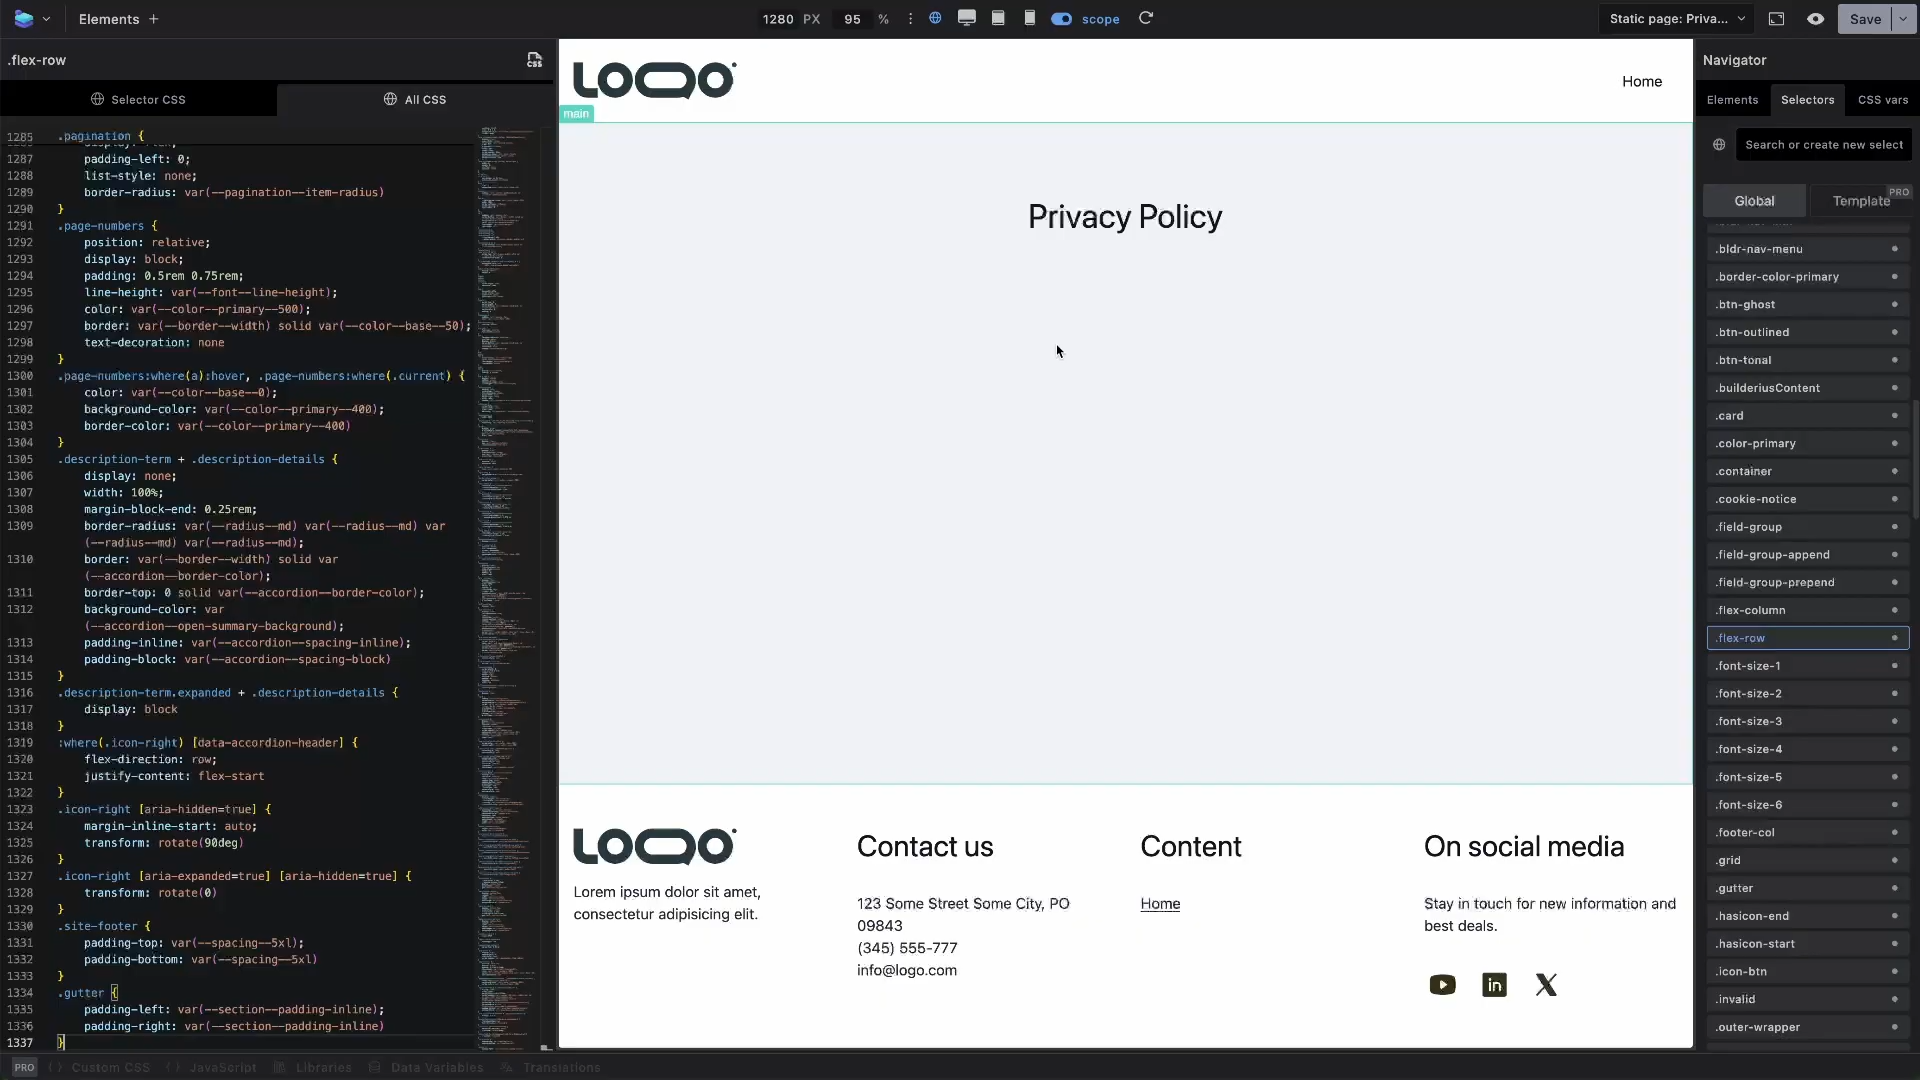 Elements +
1280 PX 95 %
scope
Static page: Priva...
Save
.flex-row
Selector CSS
All CSS
1285 .pagination {
1287 padding-left: 0;
1288 list-style: none;
1289 border-radius: var(--pagination--item-radius)
1290 }
1291 .page-numbers {
1292 position: relative;
1293 display: block;
1294 padding: 0.5rem 0.75rem;
1295 line-height: var(--font--line-height);
1296 color: var(--color--primary--500);
1297 border: var(--border--width) solid var(--color--base--50);
1298 text-decoration: none
1299 }
1300 .page-numbers:where(a):hover, .page-numbers:where(.current) {
1301 color: var(--color--base--0);
1302 background-color: var(--color--primary--400);
1303 border-color: var(--color--primary--400)
1304 }
1305 .description-term + .description-details {
1306 display: none;
1307 width: 100%;
1308 margin-block-end: 0.25rem;
1309 border-radius: var(--radius--md) var(--radius--md) var
(--radius--md) var(--radius--md);
1310 border: var(--border--width) solid var
(--accordion--border-color);
1311 border-top: 0 solid var(--accordion--border-color);
1312 background-color: var
(--accordion--open-summary-background);
1313 padding-inline: var(--accordion--spacing-inline);
1314 padding-block: var(--accordion--spacing-block)
1315 }
1316 .description-term.expanded + .description-details {
1317 display: block
1318 }
1319 :where(.icon-right) [data-accordion-header] {
1320 flex-direction: row;
1321 justify-content: flex-start
1322 }
1323 .icon-right [aria-hidden=true] {
1324 margin-inline-start: auto;
1325 transform: rotate(90deg)
1326 }
1327 .icon-right [aria-expanded=true] [aria-hidden=true] {
1328 transform: rotate(0)
1329 }
1330 .site-footer {
1331 padding-top: var(--spacing--5xl);
1332 padding-bottom: var(--spacing--5xl)
1333 }
1334 .gutter {
1335 padding-left: var(--section--padding-inline);
1336 padding-right: var(--section--padding-inline)
1337 }
PRO
Custom CSS
JavaScript
Libraries
Data Variables
Translations
LOGO
Home
main
Privacy Policy
LOGO
Lorem ipsum dolor sit amet,
consectetur adipisicing elit.
Contact us
123 Some Street Some City, PO
09843
(345) 555-777
info@logo.com
Content
Home
On social media
Stay in touch for new information and
best deals.
in
X
Navigator
Elements
Selectors
CSS vars
Search or create new select
Global
Template
PRO
.bldr-nav-menu
.border-color-primary
.btn-ghost
.btn-outlined
.btn-tonal
.builderiusContent
.card
.color-primary
.container
.cookie-notice
.field-group
.field-group-append
.field-group-prepend
.flex-column
.flex-row
.font-size-1
.font-size-2
.font-size-3
.font-size-4
.font-size-5
.font-size-6
.footer-col
.grid
.gutter
.hasicon-end
.hasicon-start
.icon-btn
.invalid
.outer-wrapper